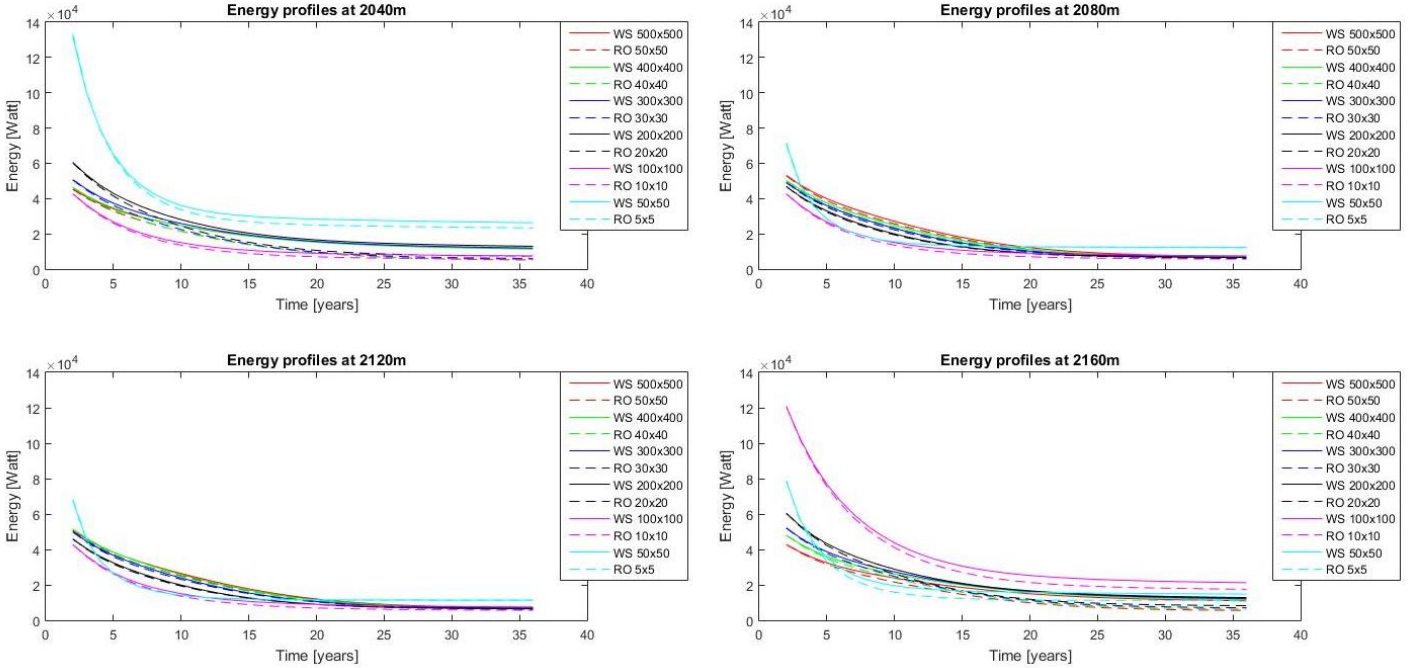 Energy profiles at 2040m
×10⁴
14
12
10
8
6
4
2
0
Energy [Watt]
0 5 10 15 20 25 30 35 40
Time [years]
WS 500x500
RO 50x50
WS 400x400
RO 40x40
WS 300x300
RO 30x30
WS 200x200
RO 20x20
WS 100x100
RO 10x10
WS 50x50
RO 5x5
Energy profiles at 2080m
×10⁴
14
12
10
8
6
4
2
0
Energy [Watt]
0 5 10 15 20 25 30 35 40
Time [years]
WS 500x500
RO 50x50
WS 400x400
RO 40x40
WS 300x300
RO 30x30
WS 200x200
RO 20x20
WS 100x100
RO 10x10
WS 50x50
RO 5x5
Energy profiles at 2120m
×10⁴
14
12
10
8
6
4
2
0
Energy [Watt]
0 5 10 15 20 25 30 35 40
Time [years]
WS 500x500
RO 50x50
WS 400x400
RO 40x40
WS 300x300
RO 30x30
WS 200x200
RO 20x20
WS 100x100
RO 10x10
WS 50x50
RO 5x5
Energy profiles at 2160m
×10⁴
14
12
10
8
6
4
2
0
Energy [Watt]
0 5 10 15 20 25 30 35 40
Time [years]
WS 500x500
RO 50x50
WS 400x400
RO 40x40
WS 300x300
RO 30x30
WS 200x200
RO 20x20
WS 100x100
RO 10x10
WS 50x50
RO 5x5